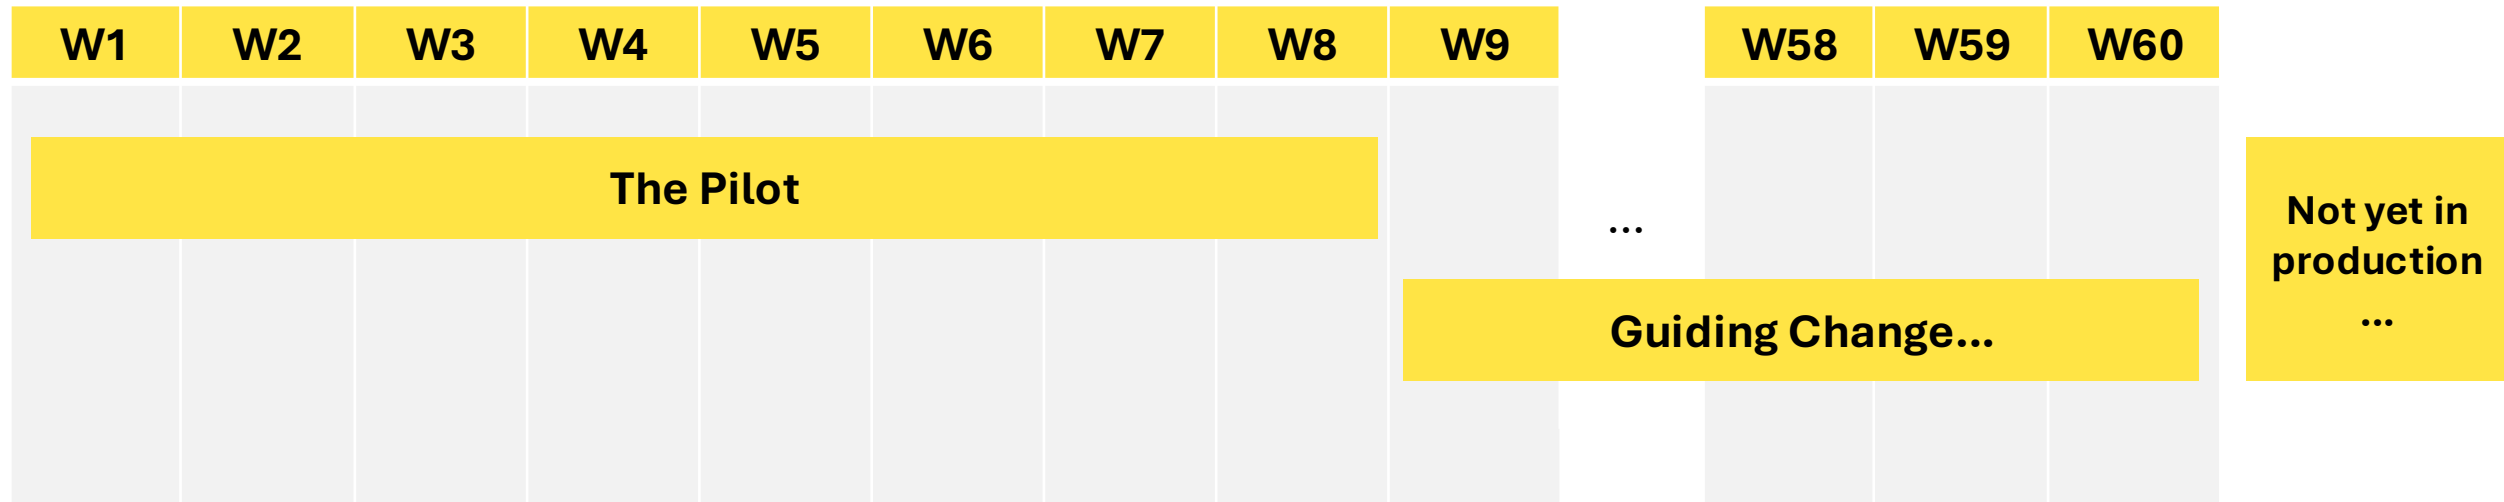 W1 W2 W3 W4 W5 W6 W7 W8 W9 W58 W59 W60
The Pilot
...
Guiding Change...
Not yet in
production
...